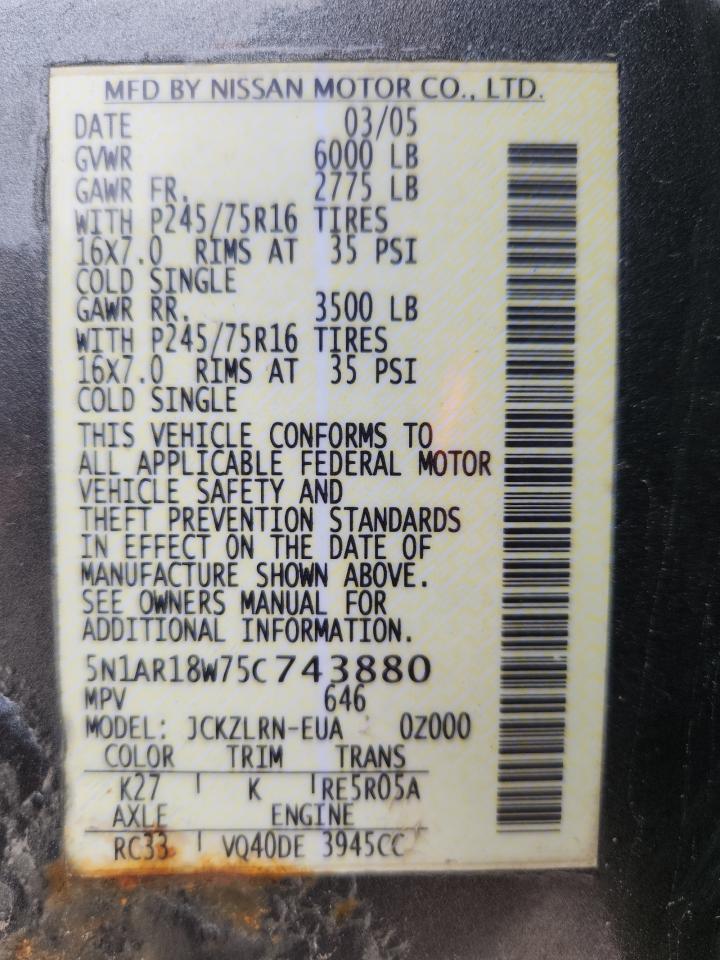 MFD BY NISSAN MOTOR CO., LTD.
DATE 03/05
GVWR 6000 LB
GAWR FR. 2775 LB
WITH P245/75R16 TIRES
16X7.0 RIMS AT 35 PSI
COLD SINGLE
GAWR RR. 3500 LB
WITH P245/75R16 TIRES
16X7.0 RIMS AT 35 PSI
COLD SINGLE
THIS VEHICLE CONFORMS TO
ALL APPLICABLE FEDERAL MOTOR
VEHICLE SAFETY AND
THEFT PREVENTION STANDARDS
IN EFFECT ON THE DATE OF
MANUFACTURE SHOWN ABOVE.
SEE OWNERS MANUAL FOR
ADDITIONAL INFORMATION.
5N1AR18W75C743880
MPV 646
MODEL: JCKZLRN-EUA 0Z000
COLOR TRIM TRANS
K27 K RE5R05A
AXLE ENGINE
RC33 VQ40DE 3945CC